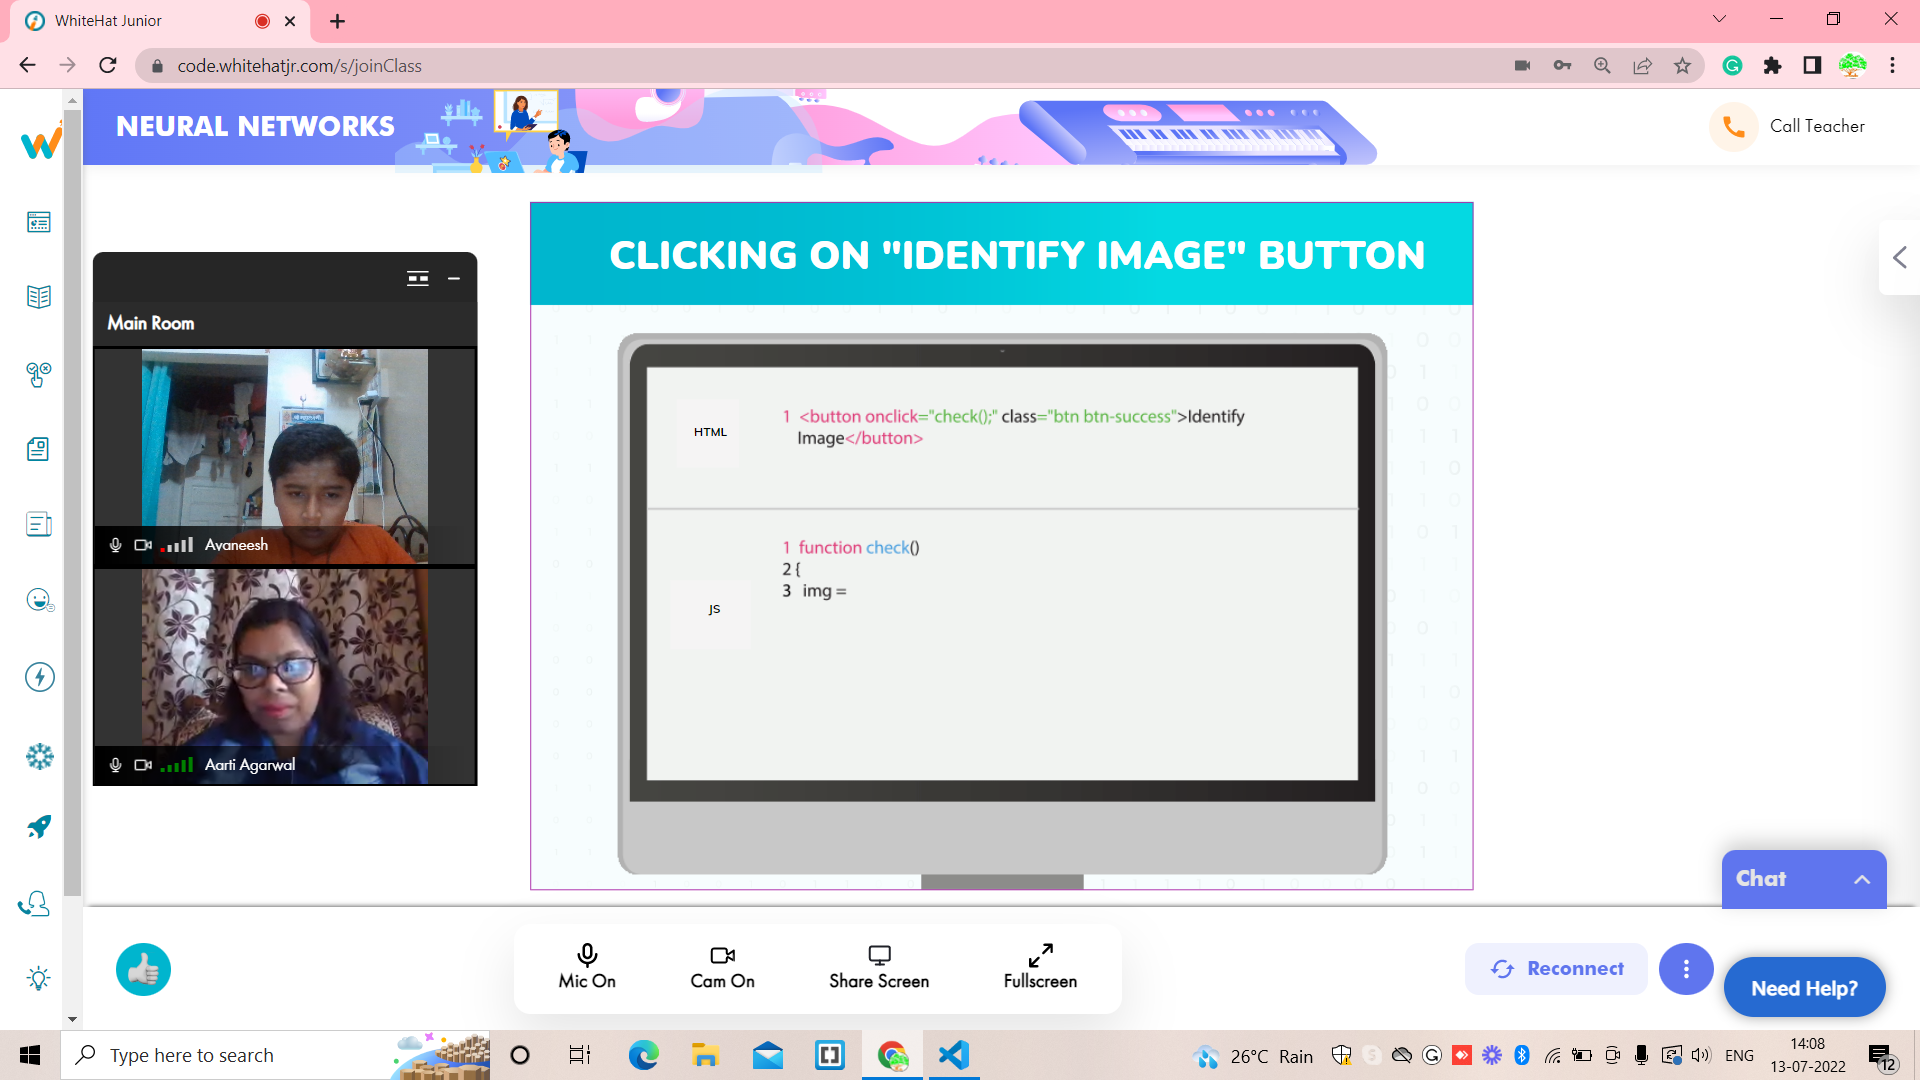 WhiteHat Junior
code.whitehatjr.com/s/joinClass
NEURAL NETWORKS
Call Teacher
CLICKING ON "IDENTIFY IMAGE" BUTTON
Main Room
Avaneesh
Aarti Agarwal
HTML
1 <button onclick="check();" class="btn btn-success">Identify
Image</button>
JS
1 function check()
2 {
3 img =
Chat
Mic On
Cam On
Share Screen
Fullscreen
Reconnect
Need Help?
Type here to search
26°C Rain
ENG
14:08
13-07-2022
12